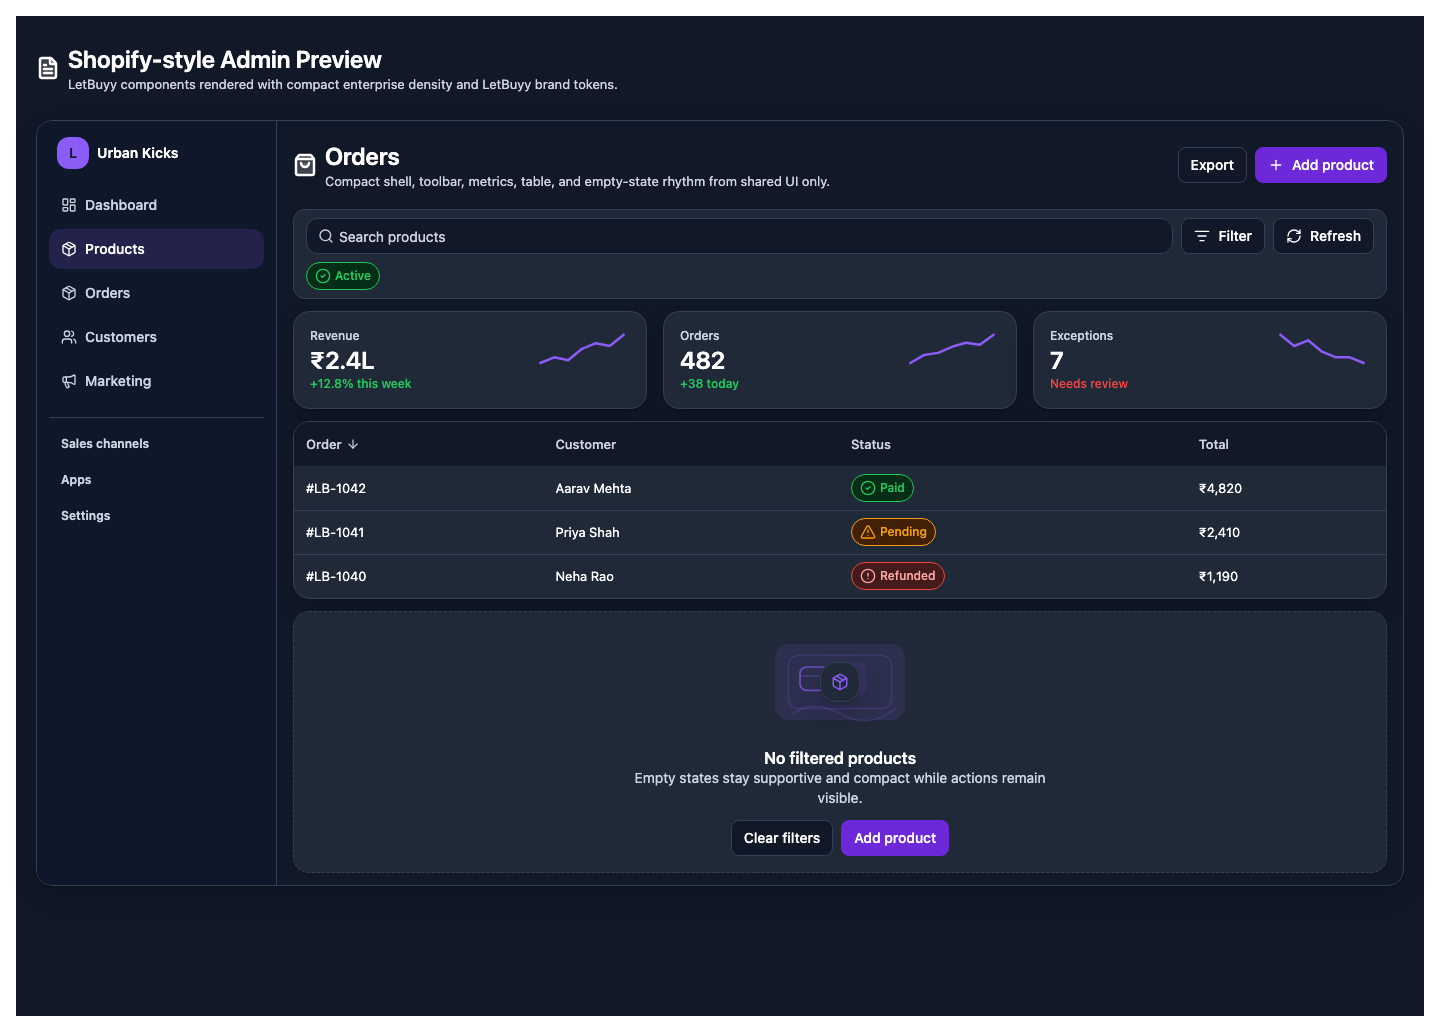 Shopify-style Admin Preview
LetBuyy components rendered with compact enterprise density and LetBuyy brand tokens.
L
Urban Kicks
Dashboard
Products
Orders
Customers
Marketing
Sales channels
Apps
Settings
Orders
Compact shell, toolbar, metrics, table, and empty-state rhythm from shared UI only.
Export
Add product
Search products
Filter
Refresh
Active
Revenue
₹2.4L
+12.8% this week
Orders
482
+38 today
Exceptions
7
Needs review
Order Customer Status Total
#LB-1042 Aarav Mehta Paid ₹4,820
#LB-1041 Priya Shah Pending ₹2,410
#LB-1040 Neha Rao Refunded ₹1,190
No filtered products
Empty states stay supportive and compact while actions remain
visible.
Clear filters
Add product